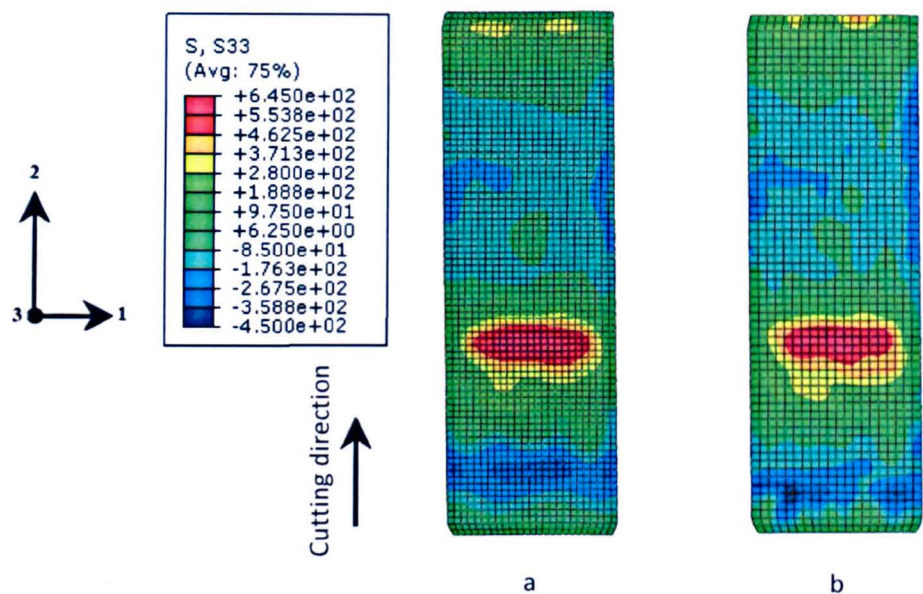 S, S33
(Avg: 75%)
+6.450e+02
+5.538e+02
+4.625e+02
+3.713e+02
+2.800e+02
+1.888e+02
+9.750e+01
+6.250e+00
-8.500e+01
-1.763e+02
-2.675e+02
-3.588e+02
-4.500e+02
2
3
1
Cutting direction
a
b